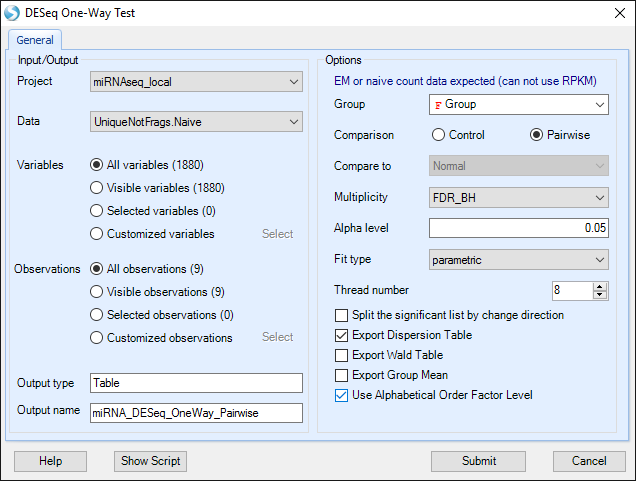 DESeq One-Way Test
General
Input/Output
Project miRNAseq_local
Data UniqueNotFrags.Naive
Variables All variables (1880)
Visible variables (1880)
Selected variables (0)
Customized variables Select
Observations All observations (9)
Visible observations (9)
Selected observations (0)
Customized observations Select
Output type Table
Output name miRNA_DESeq_OneWay_Pairwise
Options
EM or naive count data expected (can not use RPKM)
Group Group
Comparison Control Pairwise
Compare to Normal
Multiplicity FDR_BH
Alpha level 0.05
Fit type parametric
Thread number 8
Split the significant list by change direction
Export Dispersion Table
Export Wald Table
Export Group Mean
Use Alphabetical Order Factor Level
Help Show Script Submit Cancel